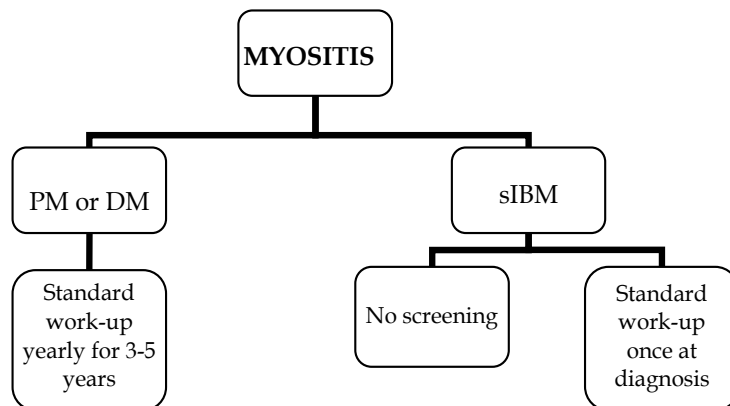 MYOSITIS
PM or DM
sIBM
Standard
work-up
yearly for 3-5
years
No screening
Standard
work-up
once at
diagnosis